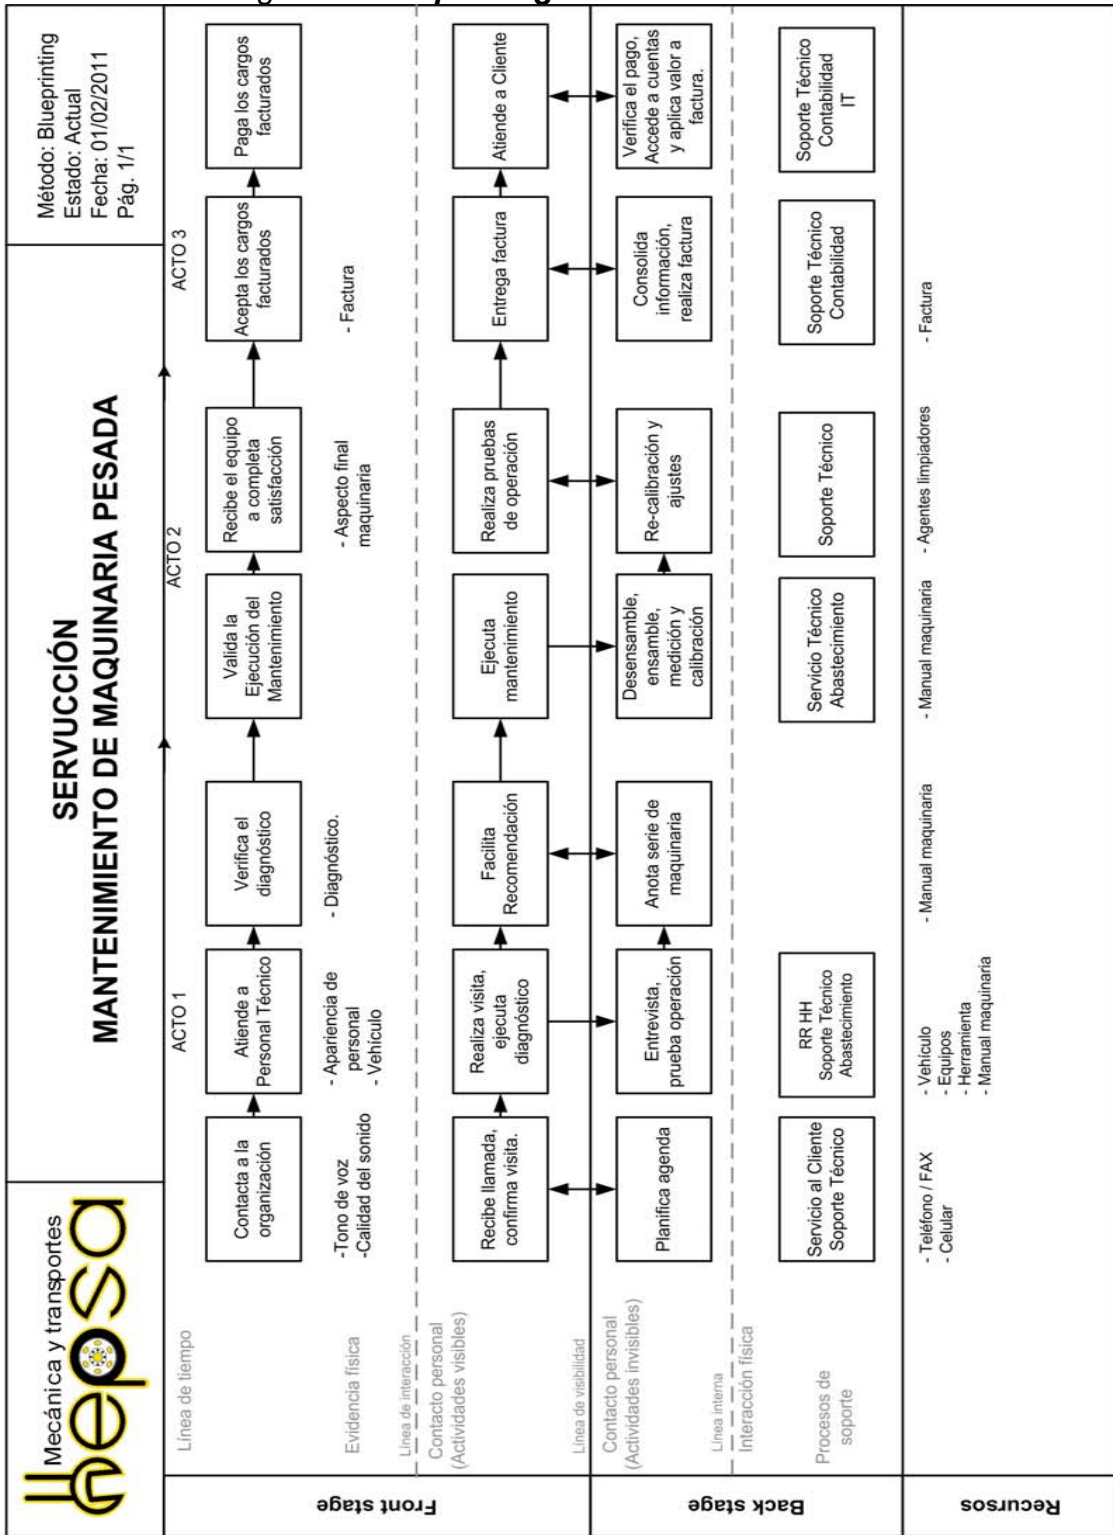 Mecánica y transportes
hepsa
SERVUCCIÓN
MANTENIMIENTO DE MAQUINARIA PESADA
Método: Blueprinting
Estado: Actual
Fecha: 01/02/2011
Pág. 1/1
Front stage
Línea de tiempo
ACTO 1
ACTO 2
ACTO 3
Contacta a la
organización
Atiende a
Personal Técnico
Verifica el
diagnóstico
Valida la
Ejecución del
Mantenimiento
Recibe el equipo
a completa
satisfacción
Acepta los cargos
facturados
Paga los cargos
facturados
Evidencia física
-Tono de voz
-Calidad del sonido
- Apariencia de
personal
- Vehículo
- Diagnóstico.
- Aspecto final
maquinaria
- Factura
Línea de interacción
Contacto personal
(Actividades visibles)
Recibe llamada,
confirma visita.
Realiza visita,
ejecuta
diagnóstico
Facilita
Recomendación
Ejecuta
mantenimiento
Realiza pruebas
de operación
Entrega factura
Atiende a Cliente
Línea de visibilidad
Back stage
Contacto personal
(Actividades invisibles)
Planifica agenda
Entrevista,
prueba operación
Anota serie de
maquinaria
Desensamble,
ensamble,
medición y
calibración
Re-calibración y
ajustes
Consolida
información,
realiza factura
Verifica el pago,
Accede a cuentas
y aplica valor a
factura.
Línea interna
Interacción física
Procesos de
soporte
Servicio al Cliente
Soporte Técnico
RR HH
Soporte Técnico
Abastecimiento
Servicio Técnico
Abastecimiento
Soporte Técnico
Soporte Técnico
Contabilidad
Soporte Técnico
Contabilidad
IT
Recursos
- Teléfono / FAX
- Celular
- Vehículo
- Equipos
- Herramienta
- Manual maquinaria
- Manual maquinaria
- Manual maquinaria
- Agentes limpiadores
- Factura